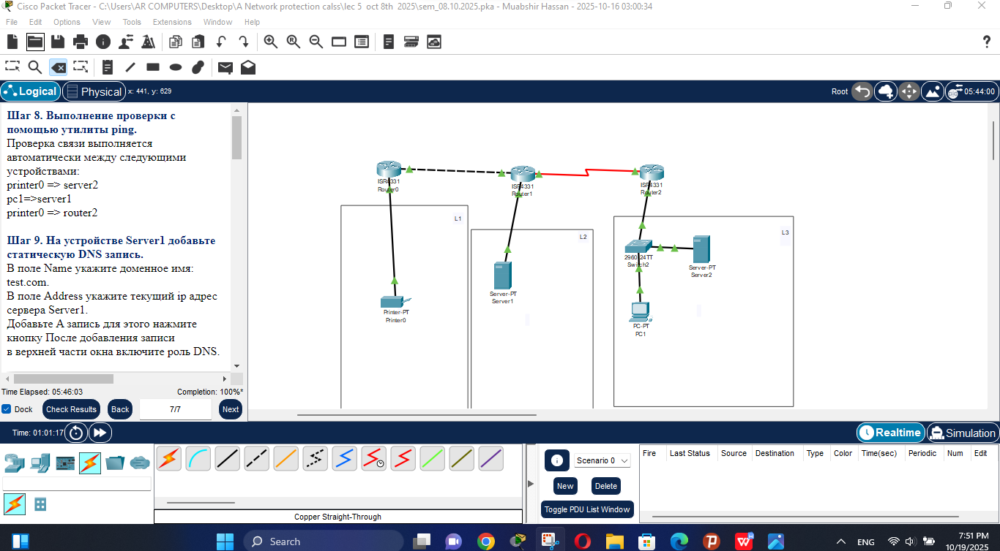 Cisco Packet Tracer - C:\Users\AR COMPUTERS\Desktop\A Network protection calss\lec 5 oct 8th 2025\sem_08.10.2025.pka - Muabshir Hassan - 2025-10-16 03:00:34
File Edit Options View Tools Extensions Window Help
Logical Physical x: 441, y: 629 Root 05:44:00
Шаг 8. Выполнение проверки с
помощью утилиты ping.
Проверка связи выполняется
автоматически между следующими
устройствами:
printer0 => server2
pc1=>server1
printer0 => router2
Шаг 9. На устройстве Server1 добавьте
статическую DNS запись.
В поле Name укажите доменное имя:
test.com.
В поле Address укажите текущий ip адрес
сервера Server1.
Добавьте A запись для этого нажмите
кнопку После добавления записи
в верхней части окна включите роль DNS.
Time Elapsed: 05:46:03 Completion: 100%*
Dock Check Results Back 7/7 Next
ISR4331
Router0
ISR4331
Router1
ISR4331
Router2
L1
L2
L3
2960-24TT
Switch2
Server-PT
Server2
Server-PT
Server1
Printer-PT
Printer0
PC-PT
PC1
Time: 01:01:17 Realtime Simulation
Scenario 0
New Delete
Toggle PDU List Window
Fire Last Status Source Destination Type Color Time(sec) Periodic Num Edit
Copper Straight-Through
Search
ENG
7:51 PM
10/19/2025